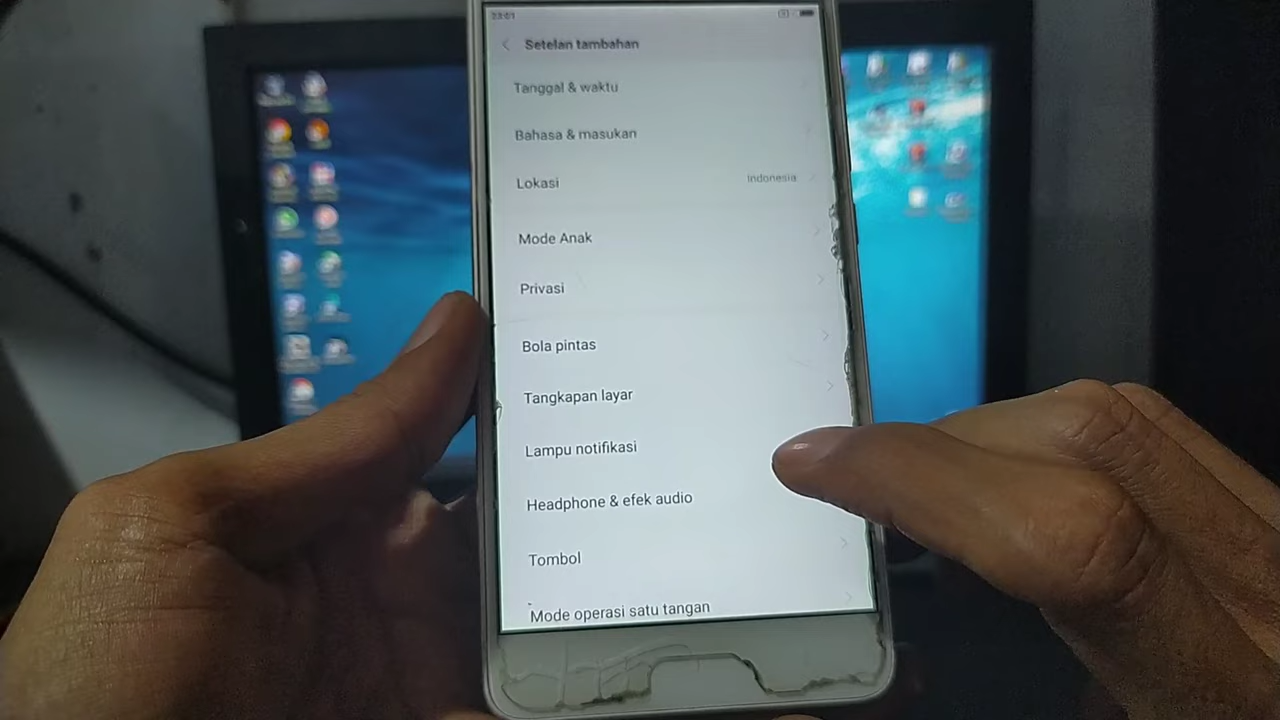 Setelan tambahan
Tanggal & waktu
Bahasa & masukan
Lokasi
Indonesia
Mode Anak
Privasi
Bola pintas
Tangkapan layar
Lampu notifikasi
Headphone & efek audio
Tombol
Mode operasi satu tangan